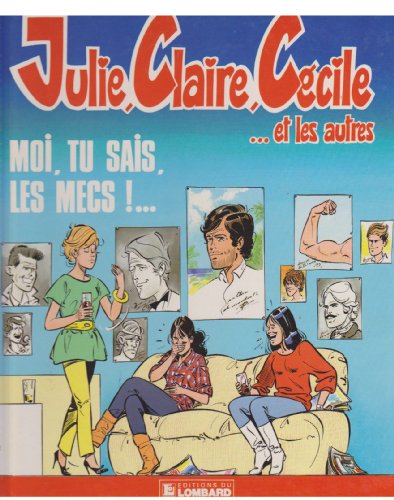 Julie, Claire, Cécile
...et les autres
MOI, TU SAIS,
LES MECS !...
EDITIONS DU
LOMBARD